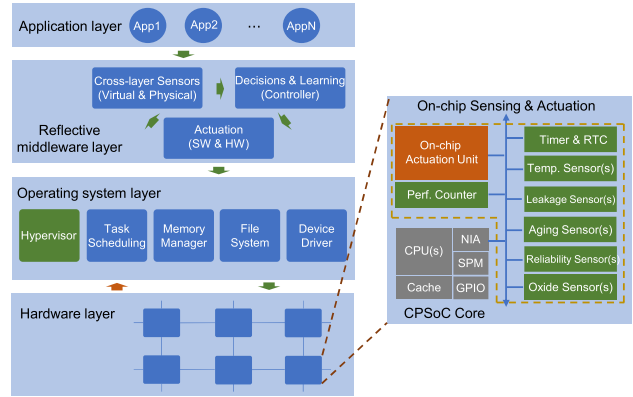 Application layer
App1
App2
...
AppN
Cross-layer Sensors
(Virtual & Physical)
Decisions & Learning
(Controller)
Reflective
middleware layer
Actuation
(SW & HW)
Operating system layer
Hypervisor
Task
Scheduling
Memory
Manager
File
System
Device
Driver
Hardware layer
On-chip Sensing & Actuation
On-chip
Actuation Unit
Perf. Counter
Timer & RTC
Temp. Sensor(s)
Leakage Sensor(s)
Aging Sensor(s)
Reliability Sensor(s)
Oxide Sensor(s)
CPU(s)
NIA
SPM
Cache
GPIO
CPSoC Core